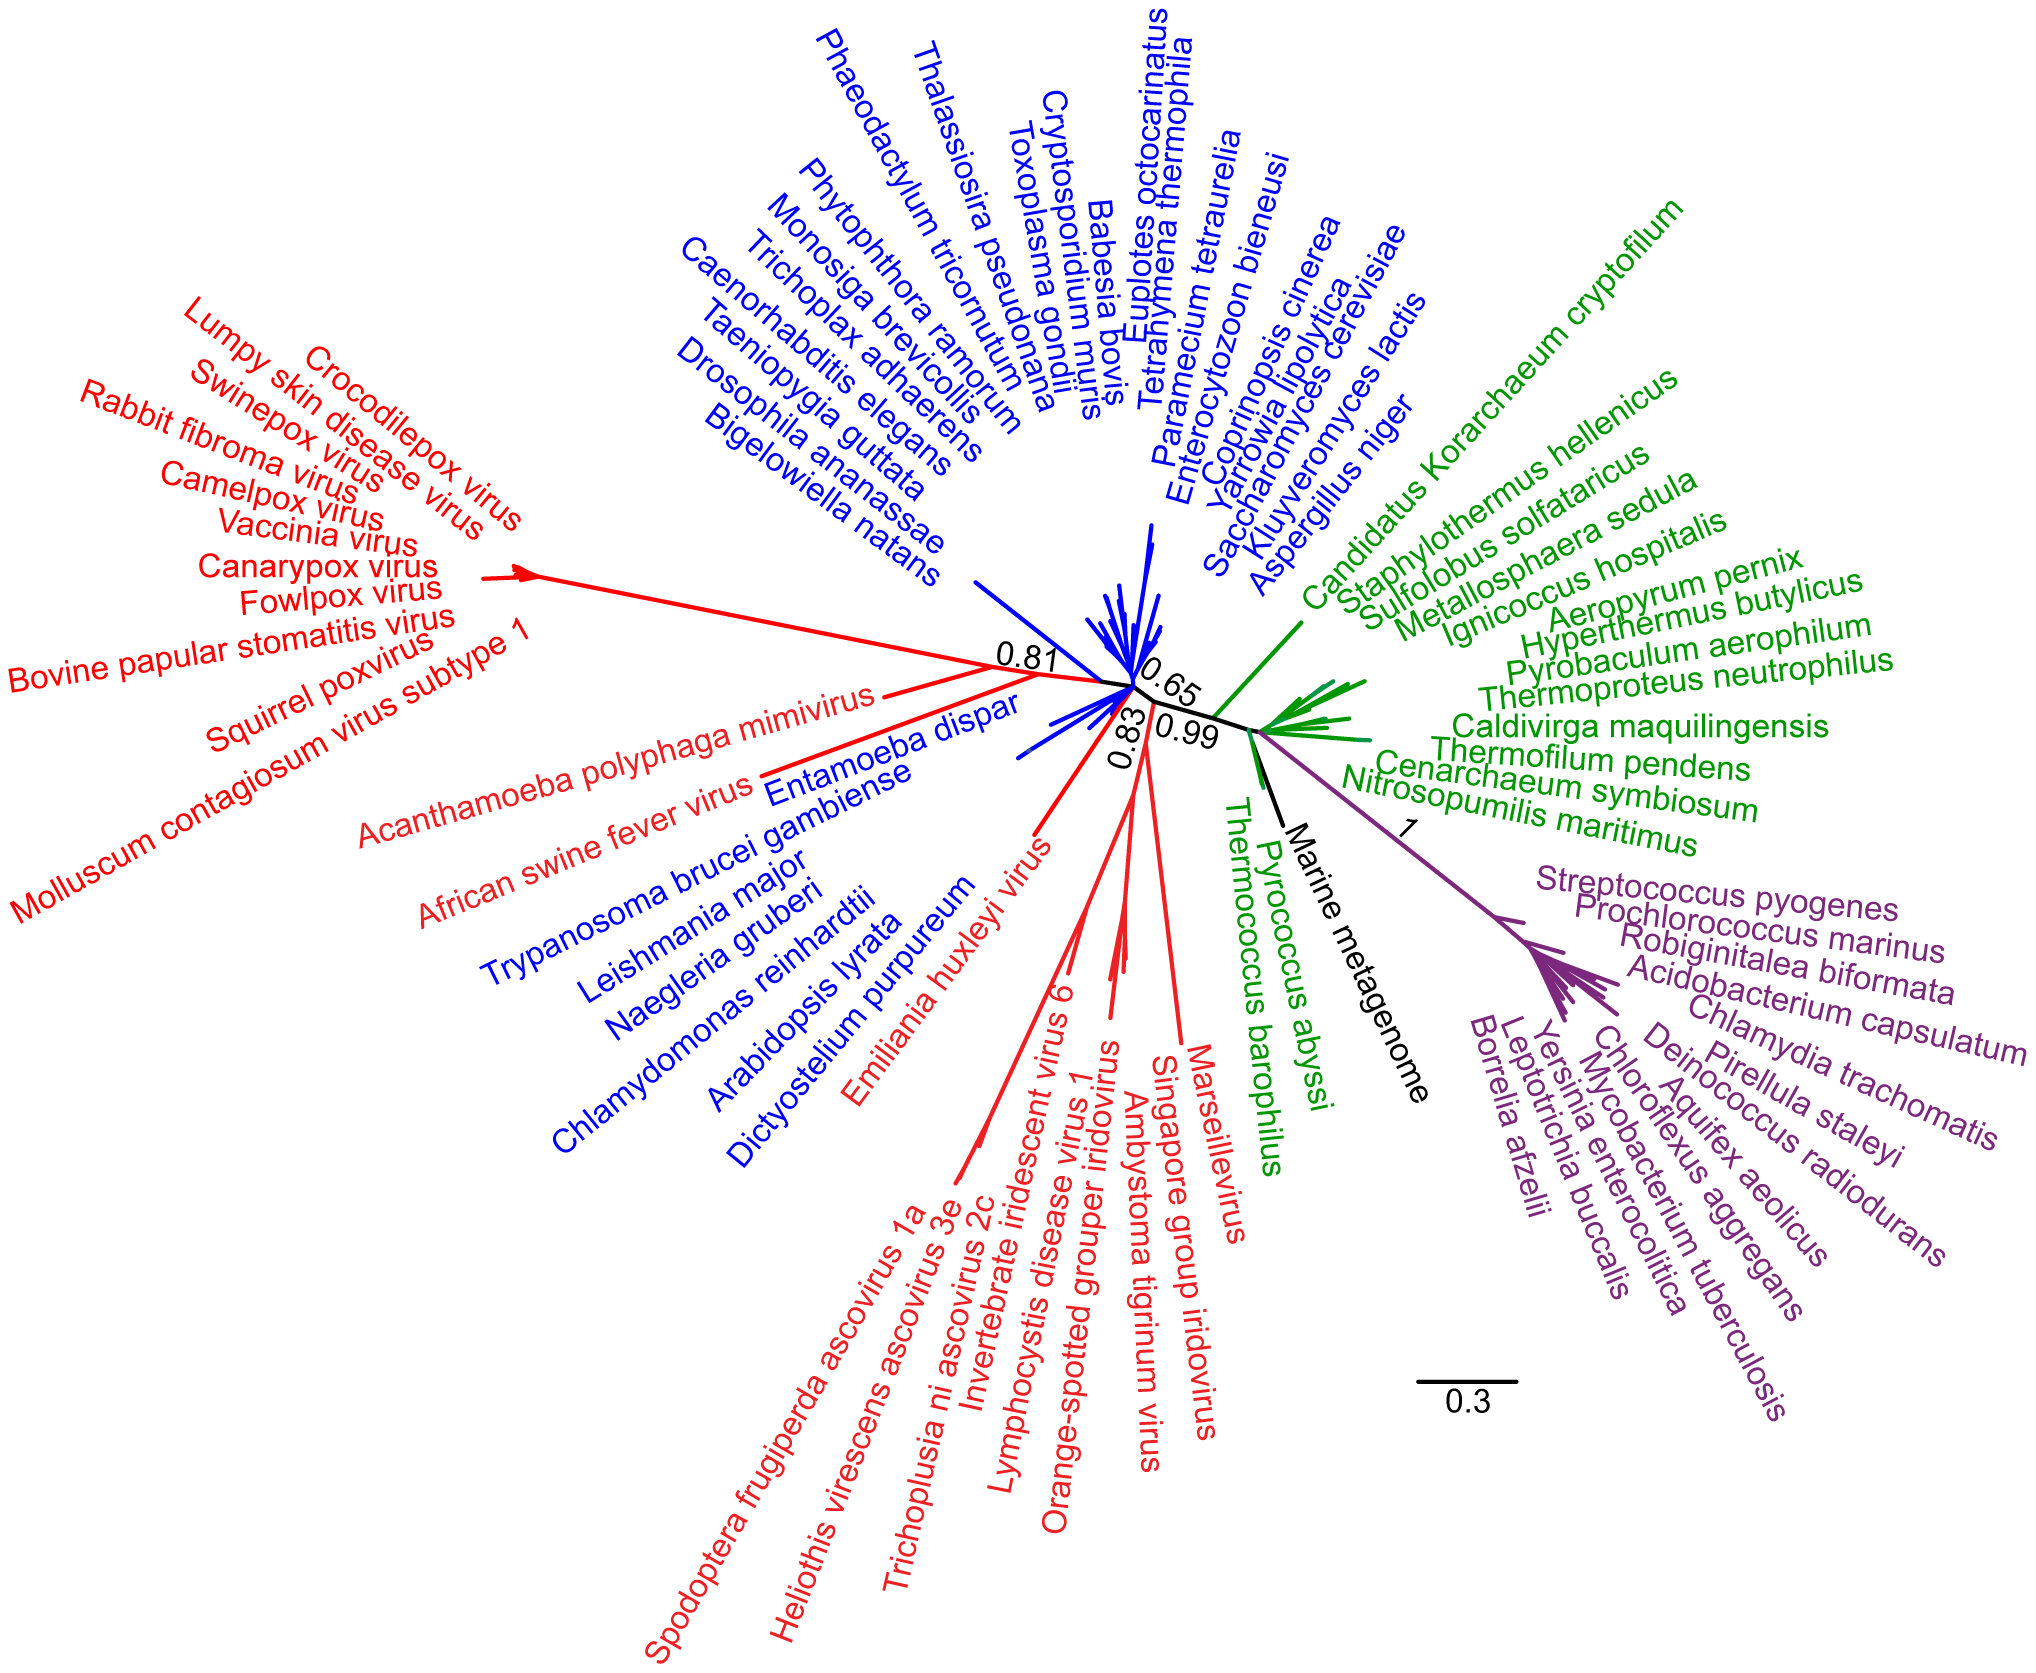 Phaeodactylum tricornutum
Thalassiosira pseudonana
Cryptosporidium muris
Toxoplasma gondii
Babesia bovis
Euplotes octocarinatus
Tetrahymena thermophila
Paramecium tetraurelia
Enterocytozoon bieneusi
Coprinopsis cinerea
Yarrowia lipolytica
Saccharomyces cerevisiae
Kluyveromyces lactis
Aspergillus niger
Phytophthora ramorum
Monosiga brevicollis
Trichoplax adhaerens
Caenorhabditis elegans
Taeniopygia guttata
Drosophila ananassae
Bigelowiella natans
Candidatus Korarchaeum cryptofilum
Staphylothermus hellenicus
Sulfolobus solfataricus
Metallosphaera sedula
Ignicoccus hospitalis
Aeropyrum pernix
Hyperthermus butylicus
Pyrobaculum aerophilum
Thermoproteus neutrophilus
Caldivirga maquilingensis
Thermofilum pendens
Cenarchaeum symbiosum
Nitrosopumilis maritimus
Crocodilepox virus
Lumpy skin disease virus
Swinepox virus
Rabbit fibroma virus
Camelpox virus
Vaccinia virus
Canarypox virus
Fowlpox virus
Bovine papular stomatitis virus
Squirrel poxvirus
Molluscum contagiosum virus subtype 1
0.81
0.65
0.83
0.99
1
Acanthamoeba polyphaga mimivirus
African swine fever virus
Entamoeba dispar
Trypanosoma brucei gambiense
Leishmania major
Naegleria gruberi
Chlamydomonas reinhardtii
Arabidopsis lyrata
Dictyostelium purpureum
Emiliania huxleyi virus
Spodoptera frugiperda ascovirus 1a
Heliothis virescens ascovirus 3e
Trichoplusia ni ascovirus 2c
Invertebrate iridescent virus 6
Lymphocystis disease virus 1
Orange-spotted grouper iridovirus
Ambystoma tigrinum virus
Singapore group iridovirus
Marseillevirus
Thermococcus barophilus
Pyrococcus abyssi
Marine metagenome
Streptococcus pyogenes
Prochlorococcus marinus
Robiginitalea biformata
Acidobacterium capsulatum
Chlamydia trachomatis
Pirellula staleyi
Deinococcus radiodurans
Aquifex aeolicus
Chloroflexus aggregans
Mycobacterium tuberculosis
Yersinia enterocolitica
Leptotrichia buccalis
Borrelia afzelii
0.3